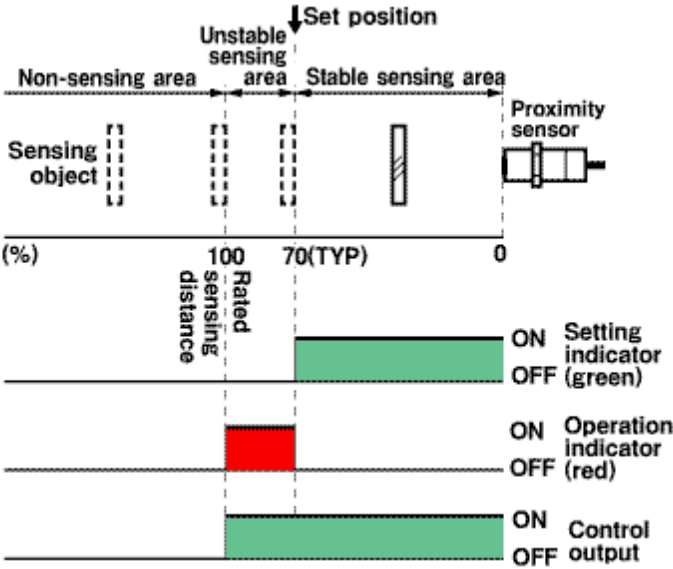 Set position
Unstable
sensing
area
Non-sensing area
Stable sensing area
Proximity
sensor
Sensing
object
(%)
100
70(TYP)
0
Rated
sensing
distance
ON
OFF
Setting
indicator
(green)
ON
OFF
Operation
indicator
(red)
ON
OFF
Control
output